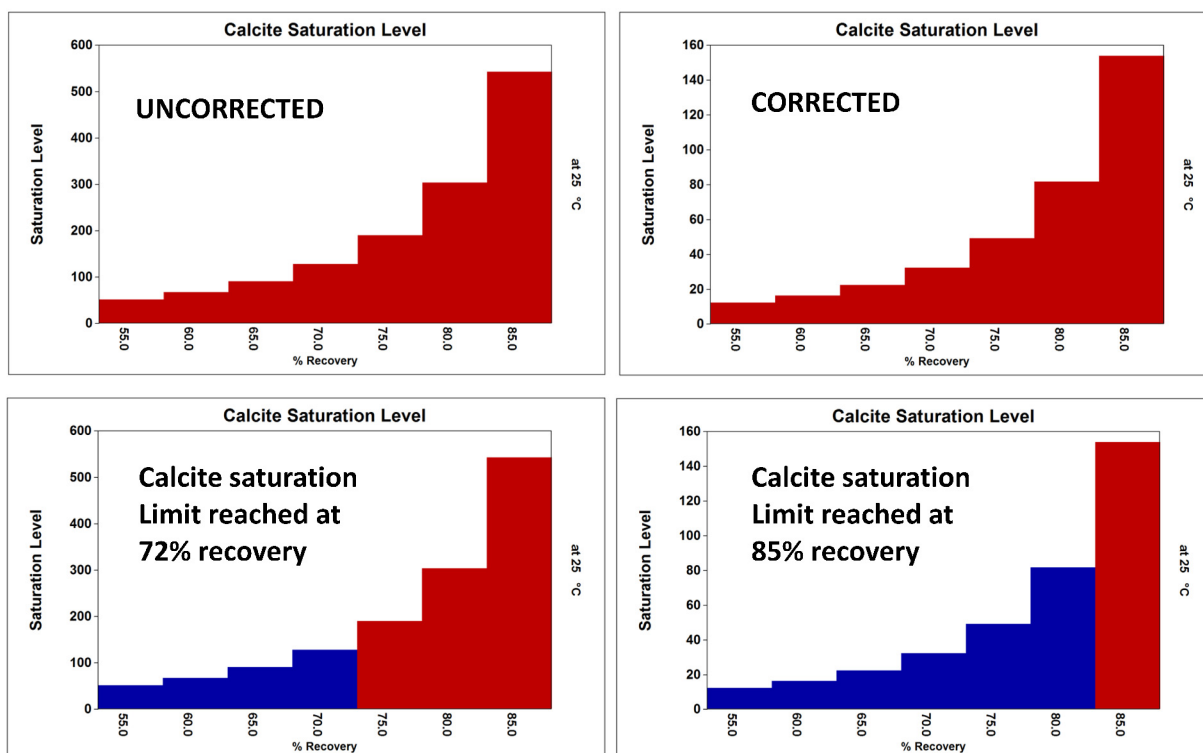 Calcite Saturation Level
600
500
400
300
200
100
0
Saturation Level
UNCORRECTED
at 25 °C
55.0
60.0
65.0
70.0
75.0
80.0
85.0
% Recovery
Calcite Saturation Level
160
140
120
100
80
60
40
20
0
Saturation Level
CORRECTED
at 25 °C
55.0
60.0
65.0
70.0
75.0
80.0
85.0
% Recovery
Calcite Saturation Level
600
500
400
300
200
100
0
Saturation Level
Calcite saturation
Limit reached at
72% recovery
at 25 °C
55.0
60.0
65.0
70.0
75.0
80.0
85.0
% Recovery
Calcite Saturation Level
160
140
120
100
80
60
40
20
0
Saturation Level
Calcite saturation
Limit reached at
85% recovery
at 25 °C
55.0
60.0
65.0
70.0
75.0
80.0
85.0
% Recovery